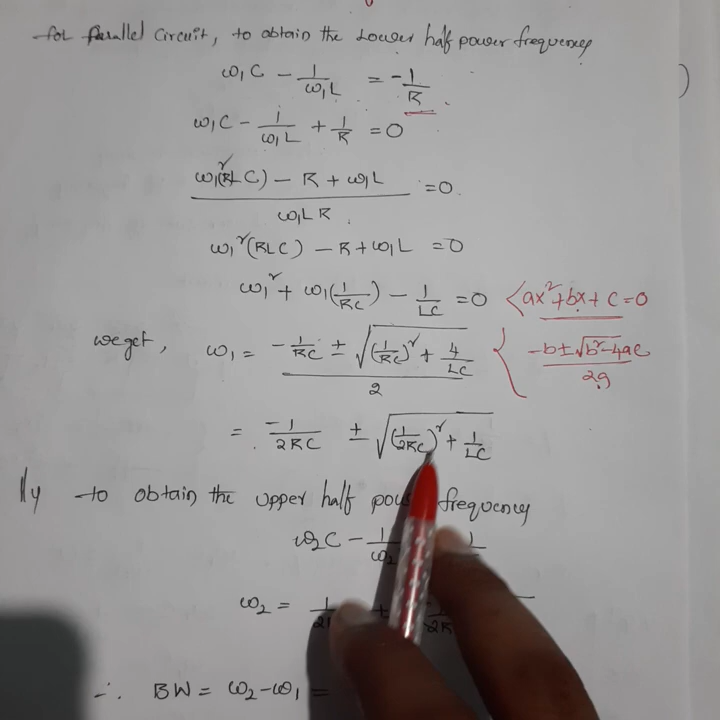 for Parallel Circuit, to obtain the Lower half power frequency
ω₁C − 1/ω₁L = −1/R
ω₁C − 1/ω₁L + 1/R = 0
(ω₁²(RLC) − R + ω₁L)/(ω₁LR) = 0.
ω₁²(RLC) − R + ω₁L = 0
ω₁² + ω₁(1/RC) − 1/LC = 0 < ax² + bx + c = 0
we get, ω₁ = (−1/RC ± √((1/RC)² + 4/LC))/2 { (−b ± √(b² − 4ac))/2a
= −1/2RC ± √((1/2RC)² + 1/LC)
lly to obtain the upper half frequency
ω₂C − 1/ω₂
ω₂ =
∴ BW = ω₂ − ω₁ =